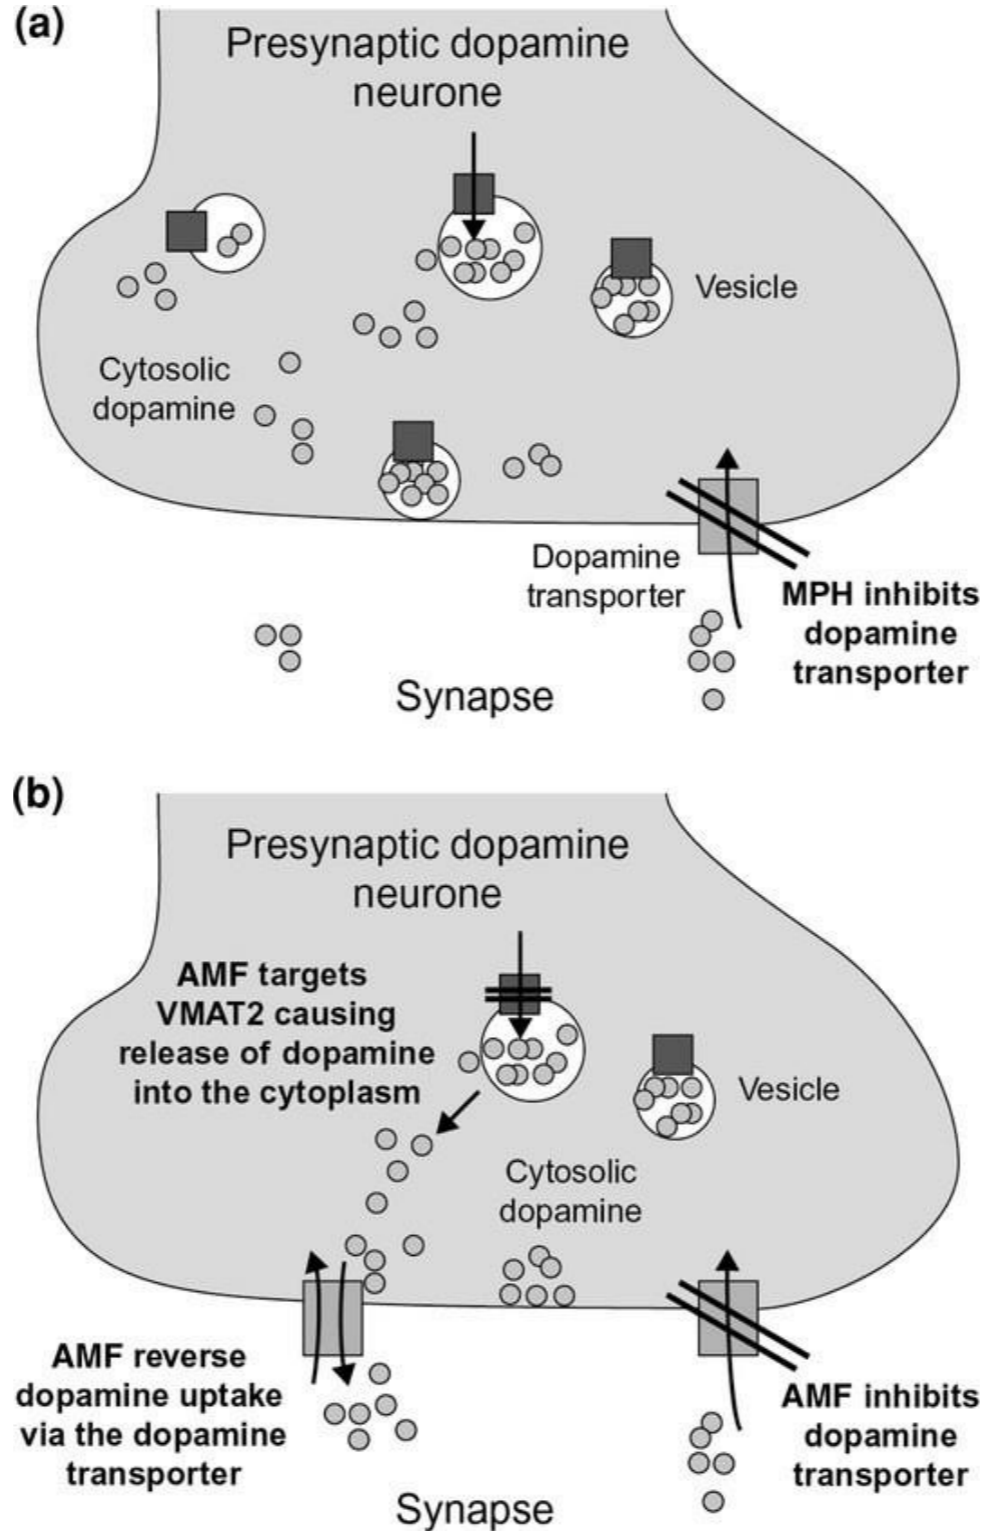 (a)
Presynaptic dopamine
neurone
Vesicle
Cytosolic
dopamine
Dopamine
transporter
MPH inhibits
dopamine
transporter
Synapse
(b)
Presynaptic dopamine
neurone
AMF targets
VMAT2 causing
release of dopamine
into the cytoplasm
Vesicle
Cytosolic
dopamine
AMF reverse
dopamine uptake
via the dopamine
transporter
AMF inhibits
dopamine
transporter
Synapse